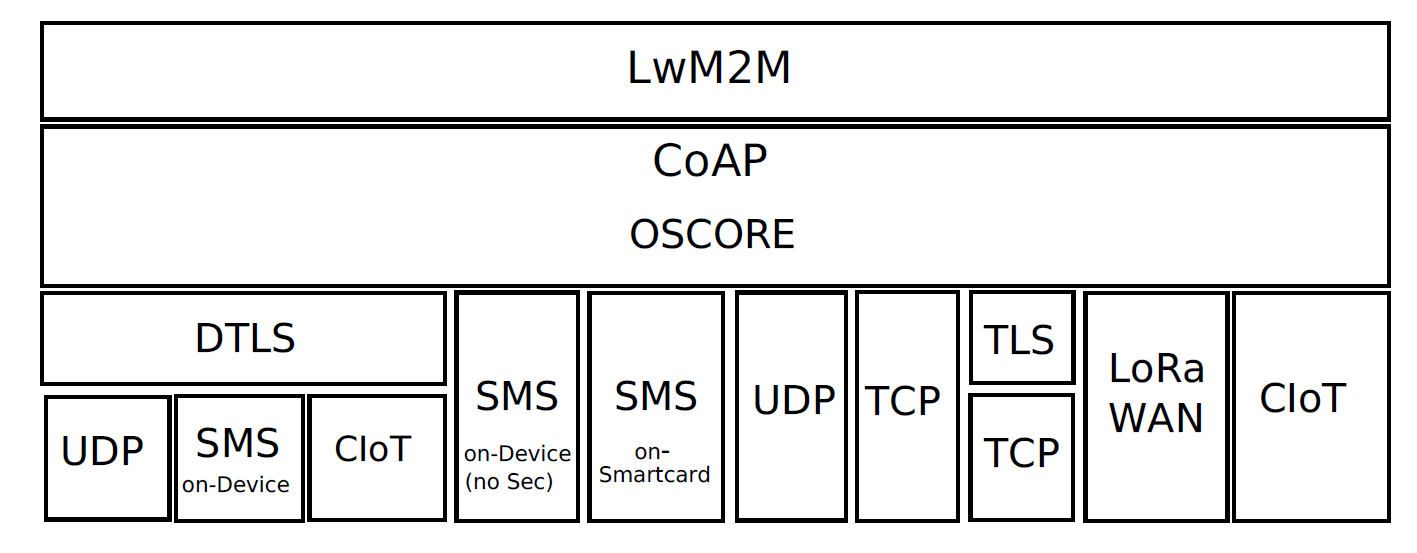 LwM2M
CoAP
OSCORE
DTLS
UDP
SMS
on-Device
CIoT
SMS
on-Device
(no Sec)
SMS
on-
Smartcard
UDP
TCP
TLS
TCP
LoRa
WAN
CIoT